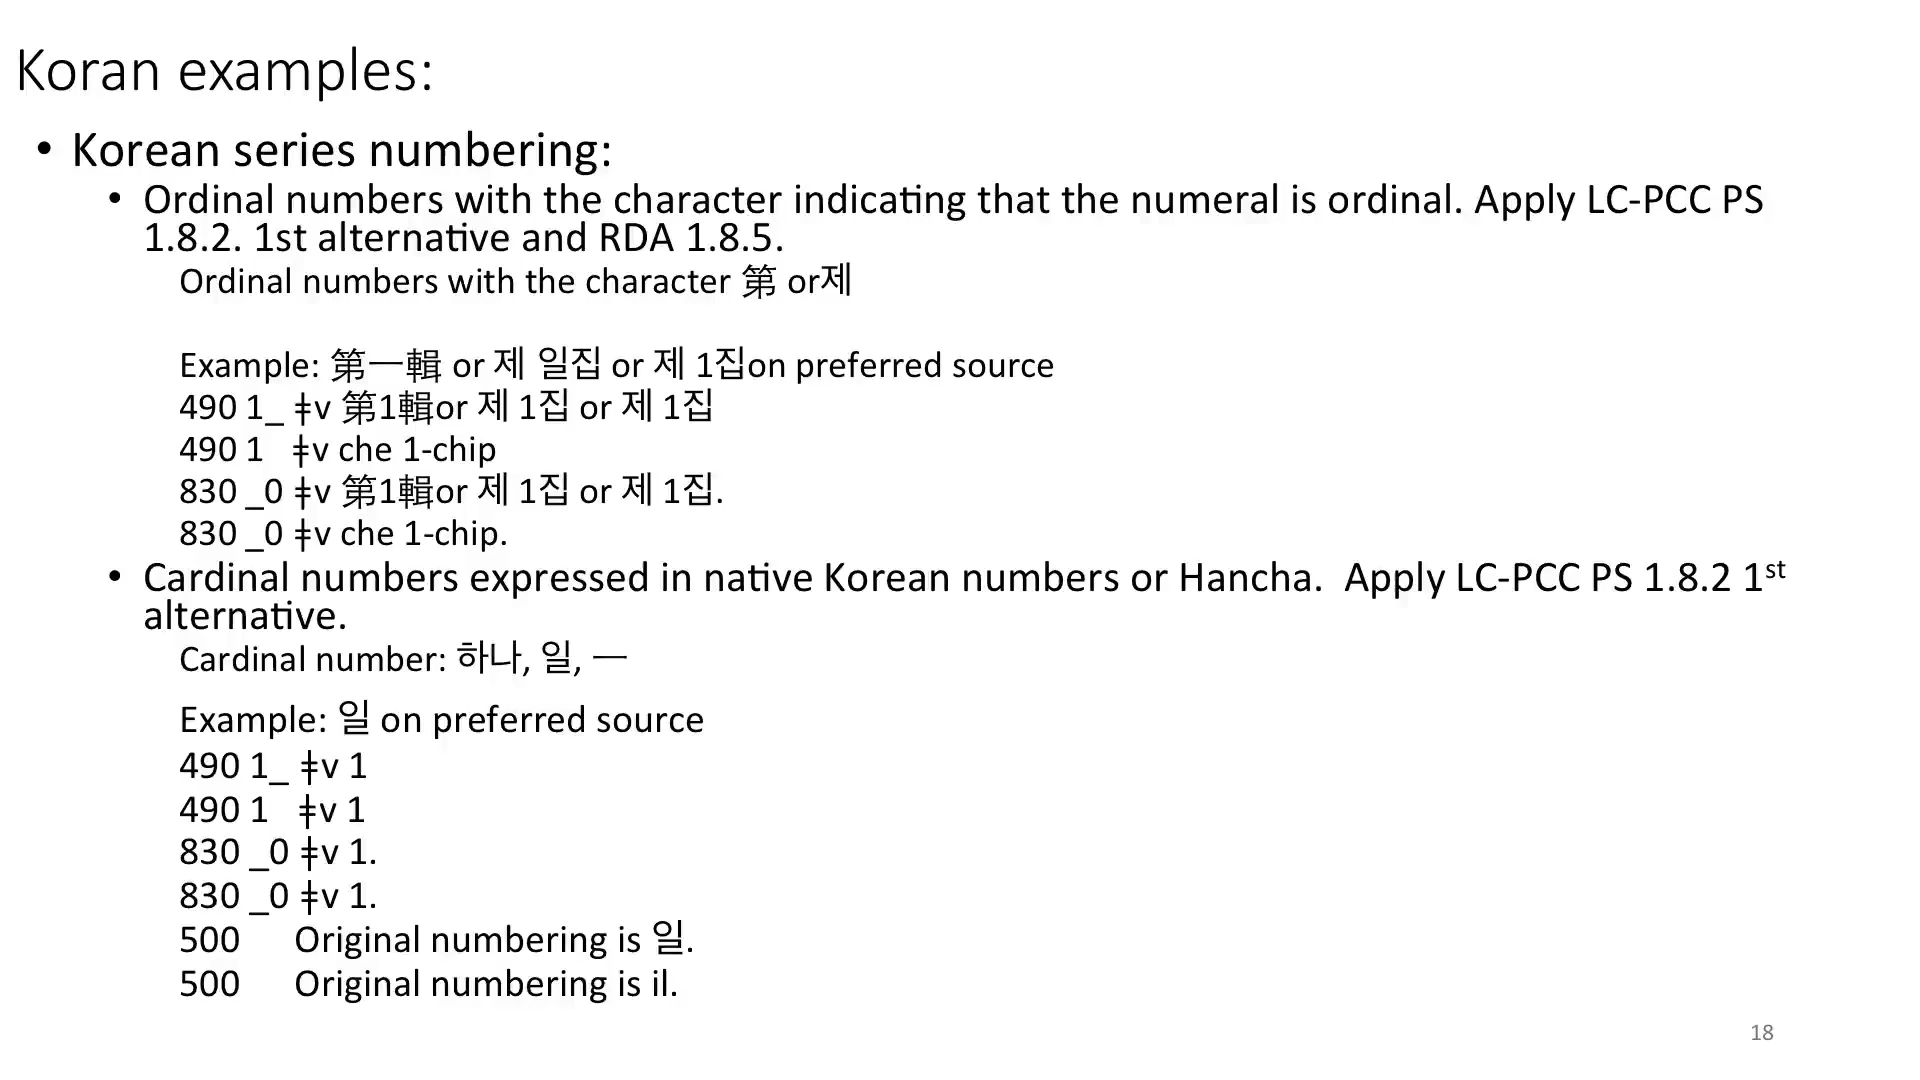 Koran examples:
• Korean series numbering:
• Ordinal numbers with the character indicating that the numeral is ordinal. Apply LC-PCC PS
1.8.2. 1st alternative and RDA 1.8.5.
Ordinal numbers with the character 第 or제
Example: 第一輯 or 제 일집 or 제 1집on preferred source
490 1_ ǂv 第1輯or 제 1집 or 제 1집
490 1 ǂv che 1-chip
830 _0 ǂv 第1輯or 제 1집 or 제 1집.
830 _0 ǂv che 1-chip.
• Cardinal numbers expressed in native Korean numbers or Hancha. Apply LC-PCC PS 1.8.2 1st
alternative.
Cardinal number: 하나, 일, 一
Example: 일 on preferred source
490 1_ ǂv 1
490 1 ǂv 1
830 _0 ǂv 1.
830 _0 ǂv 1.
500 Original numbering is 일.
500 Original numbering is il.
18